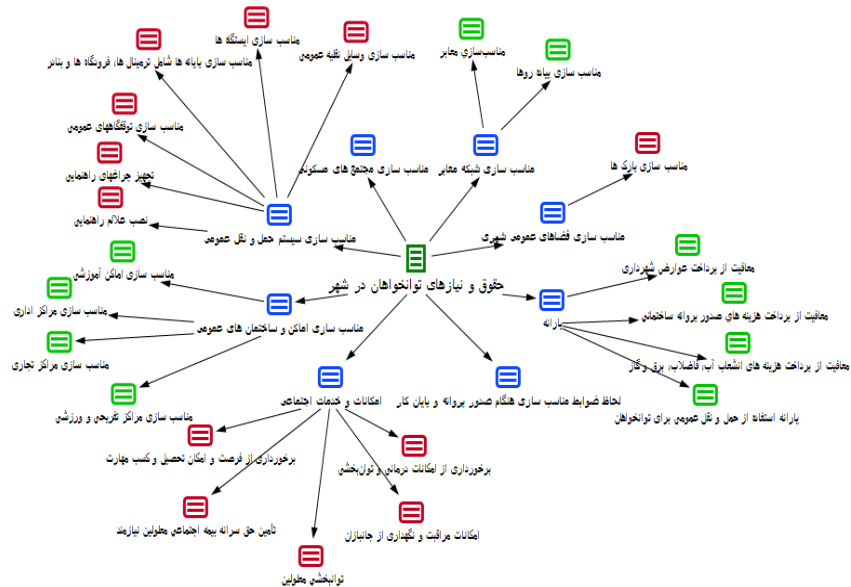 مناسب سازی ایستگاه ها
مناسب سازی وسایل نقلیه عمومی
مناسب‌سازی معابر
مناسب سازی پایانه ها شامل ترمینال ها، فرودگاه ها و بنادر
مناسب سازی پیاده روها
مناسب سازی توقفگاههای عمومی
تجهیز چراغهای راهنمایی
مناسب سازی مجتمع های مسکونی
مناسب سازی شبکه معابر
مناسب سازی پارک ها
نصب علائم راهنمایی
مناسب سازی سیستم حمل و نقل عمومی
مناسب سازی فضاهای عمومی شهری
مناسب سازی اماکن آموزشی
حقوق و نیازهای توانخواهان در شهر
معافیت از پرداخت عوارض شهرداری
مناسب سازی مراکز اداری
مناسب سازی اماکن و ساختمان های عمومی
یارانه
معافیت از پرداخت هزینه های صدور پروانه ساختمانی
مناسب سازی مراکز تجاری
معافیت از پرداخت هزینه های انشعاب آب، فاضلاب، برق و گاز
مناسب سازی مراکز تفریحی و ورزشی
امکانات و خدمات اجتماعی
لحاظ ضوابط مناسب سازی هنگام صدور پروانه و پایان کار
یارانه استفاده از حمل و نقل عمومی برای توانخواهان
برخورداری از فرصت و امکان تحصیل و کسب مهارت
برخورداری از امکانات درمانی و توان‌بخشی
تأمین حق سرانه بیمه اجتماعی معلولین نیازمند
امکانات مراقبت و نگهداری از جانبازان
توانبخشی معلولین